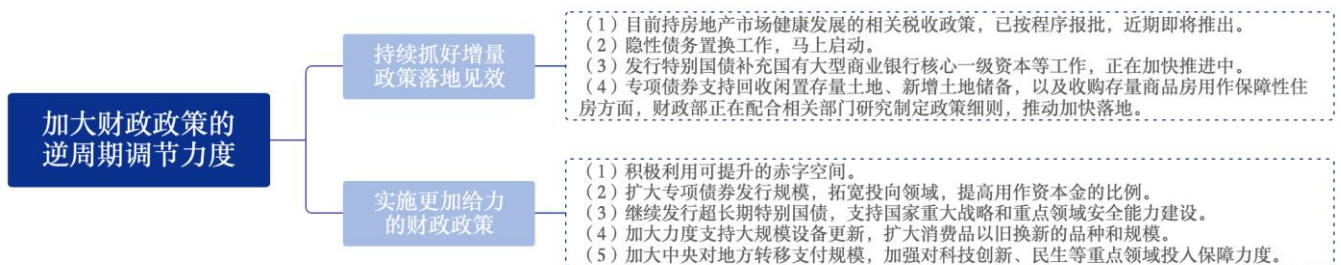 加大财政政策的
逆周期调节力度
持续抓好增量
政策落地见效
（1）目前持房地产市场健康发展的相关税收政策，已按程序报批，近期即将推出。
（2）隐性债务置换工作，马上启动。
（3）发行特别国债补充国有大型商业银行核心一级资本等工作，正在加快推进中。
（4）专项债券支持回收闲置存量土地、新增土地储备，以及收购存量商品房用作保障性住
房方面，财政部正在配合相关部门研究制定政策细则，推动加快落地。
实施更加给力
的财政政策
（1）积极利用可提升的赤字空间。
（2）扩大专项债券发行规模，拓宽投向领域，提高用作资本金的比例。
（3）继续发行超长期特别国债，支持国家重大战略和重点领域安全能力建设。
（4）加大力度支持大规模设备更新，扩大消费品以旧换新的品种和规模。
（5）加大中央对地方转移支付规模，加强对科技创新、民生等重点领域投入保障力度。